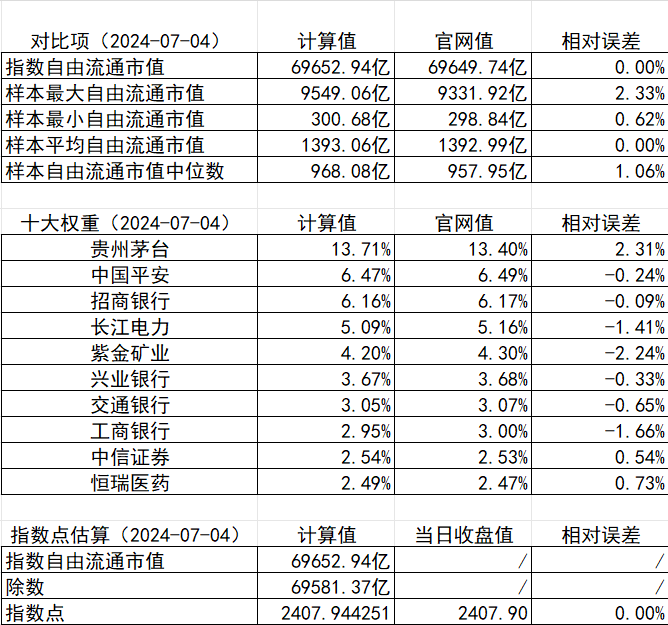 对比项（2024-07-04） 计算值 官网值 相对误差
指数自由流通市值 69652.94亿 69649.74亿 0.00%
样本最大自由流通市值 9549.06亿 9331.92亿 2.33%
样本最小自由流通市值 300.68亿 298.84亿 0.62%
样本平均自由流通市值 1393.06亿 1392.99亿 0.00%
样本自由流通市值中位数 968.08亿 957.95亿 1.06%
十大权重（2024-07-04） 计算值 官网值 相对误差
贵州茅台 13.71% 13.40% 2.31%
中国平安 6.47% 6.49% -0.24%
招商银行 6.16% 6.17% -0.09%
长江电力 5.09% 5.16% -1.41%
紫金矿业 4.20% 4.30% -2.24%
兴业银行 3.67% 3.68% -0.33%
交通银行 3.05% 3.07% -0.65%
工商银行 2.95% 3.00% -1.66%
中信证券 2.54% 2.53% 0.54%
恒瑞医药 2.49% 2.47% 0.73%
指数点估算（2024-07-04） 计算值 当日收盘值 相对误差
指数自由流通市值 69652.94亿 / /
除数 69581.37亿 / /
指数点 2407.944251 2407.90 0.00%